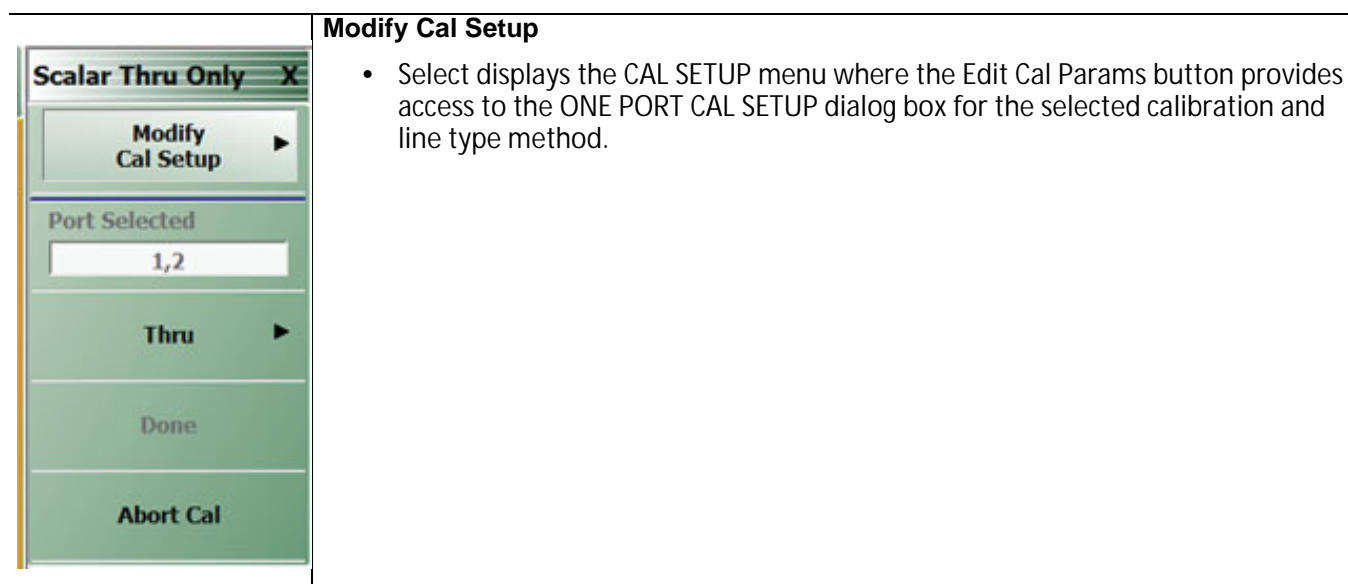 Scalar Thru Only X
Modify
Cal Setup
Port Selected
1,2
Thru
Done
Abort Cal
Modify Cal Setup
• Select displays the CAL SETUP menu where the Edit Cal Params button provides
access to the ONE PORT CAL SETUP dialog box for the selected calibration and
line type method.